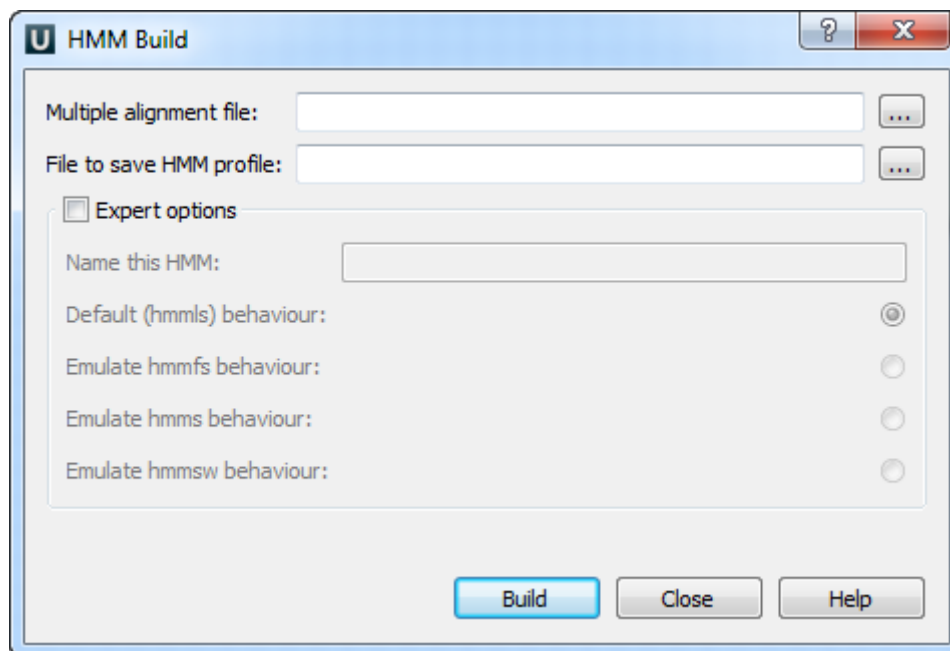 U HMM Build ? X
Multiple alignment file: ...
File to save HMM profile: ...
Expert options
Name this HMM:
Default (hmmls) behaviour:
Emulate hmmfs behaviour:
Emulate hmms behaviour:
Emulate hmmsw behaviour:
Build Close Help